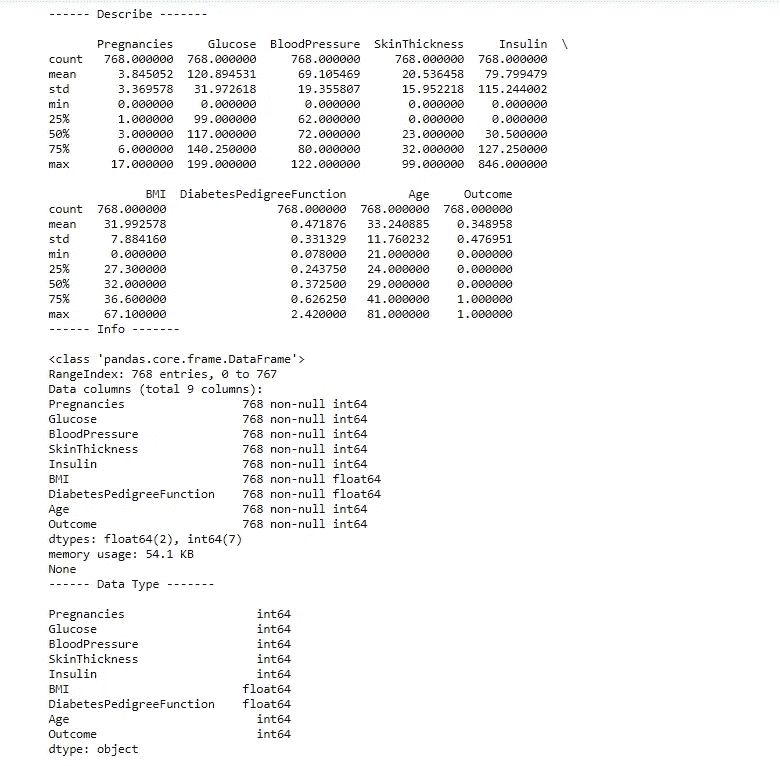 ------ Describe -------
Pregnancies Glucose BloodPressure SkinThickness Insulin \
count 768.000000 768.000000 768.000000 768.000000 768.000000
mean 3.845052 120.894531 69.105469 20.536458 79.799479
std 3.369578 31.972618 19.355807 15.952218 115.244002
min 0.000000 0.000000 0.000000 0.000000 0.000000
25% 1.000000 99.000000 62.000000 0.000000 0.000000
50% 3.000000 117.000000 72.000000 23.000000 30.500000
75% 6.000000 140.250000 80.000000 32.000000 127.250000
max 17.000000 199.000000 122.000000 99.000000 846.000000
BMI DiabetesPedigreeFunction Age Outcome
count 768.000000 768.000000 768.000000 768.000000
mean 31.992578 0.471876 33.240885 0.348958
std 7.884160 0.331329 11.760232 0.476951
min 0.000000 0.078000 21.000000 0.000000
25% 27.300000 0.243750 24.000000 0.000000
50% 32.000000 0.372500 29.000000 0.000000
75% 36.600000 0.626250 41.000000 1.000000
max 67.100000 2.420000 81.000000 1.000000
------ Info -------
<class 'pandas.core.frame.DataFrame'>
RangeIndex: 768 entries, 0 to 767
Data columns (total 9 columns):
Pregnancies 768 non-null int64
Glucose 768 non-null int64
BloodPressure 768 non-null int64
SkinThickness 768 non-null int64
Insulin 768 non-null int64
BMI 768 non-null float64
DiabetesPedigreeFunction 768 non-null float64
Age 768 non-null int64
Outcome 768 non-null int64
dtypes: float64(2), int64(7)
memory usage: 54.1 KB
None
------ Data Type -------
Pregnancies int64
Glucose int64
BloodPressure int64
SkinThickness int64
Insulin int64
BMI float64
DiabetesPedigreeFunction float64
Age int64
Outcome int64
dtype: object